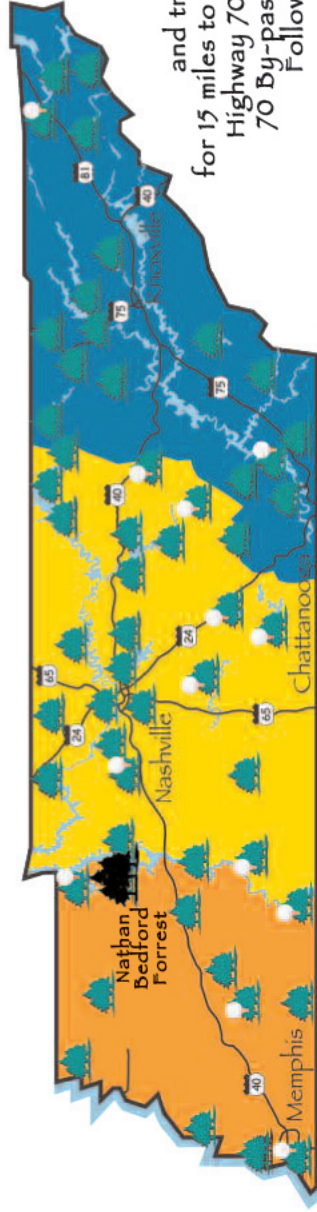 and tr
for 15 miles to
Highway 70
70 By-pas
Follow
81
40
Knoxville
75
75
40
65
24
24
Chattanooga
65
Nashville
Nathan
Bedford
Forrest
40
Memphis